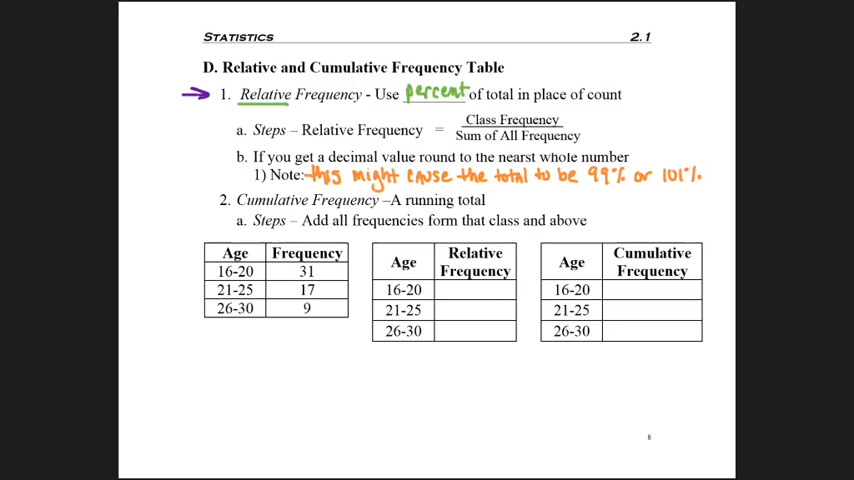 STATISTICS 2.1
D. Relative and Cumulative Frequency Table
1. Relative Frequency - Use percent of total in place of count
a. Steps – Relative Frequency = Class Frequency / Sum of All Frequency
b. If you get a decimal value round to the nearst whole number
1) Note: this might cause the total to be 99% or 101%.
2. Cumulative Frequency –A running total
a. Steps – Add all frequencies form that class and above
Age Frequency
16-20 31
21-25 17
26-30 9
Age Relative Frequency
16-20
21-25
26-30
Age Cumulative Frequency
16-20
21-25
26-30
8